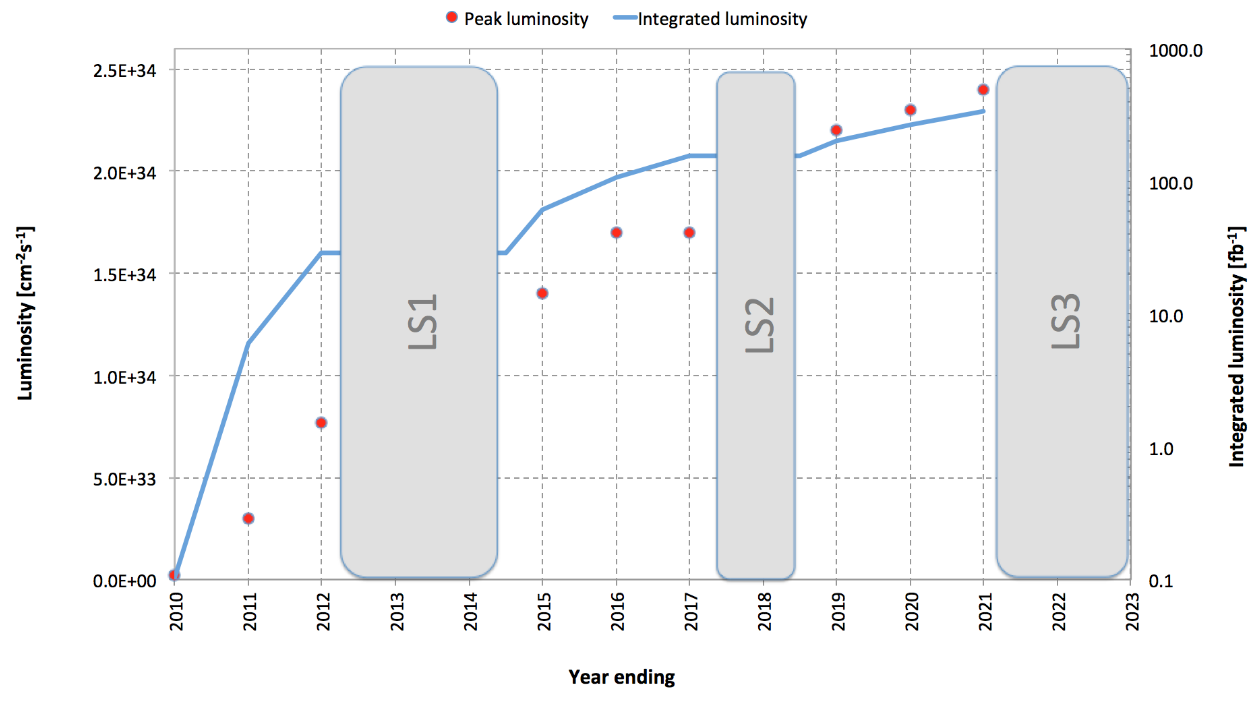 Peak luminosity Integrated luminosity
2.5E+34
2.0E+34
1.5E+34
1.0E+34
5.0E+33
0.0E+00
Luminosity [cm-2s-1]
LS1
LS2
LS3
1000.0
100.0
10.0
1.0
0.1
Integrated luminosity [fb-1]
2010 2011 2012 2013 2014 2015 2016 2017 2018 2019 2020 2021 2022 2023
Year ending